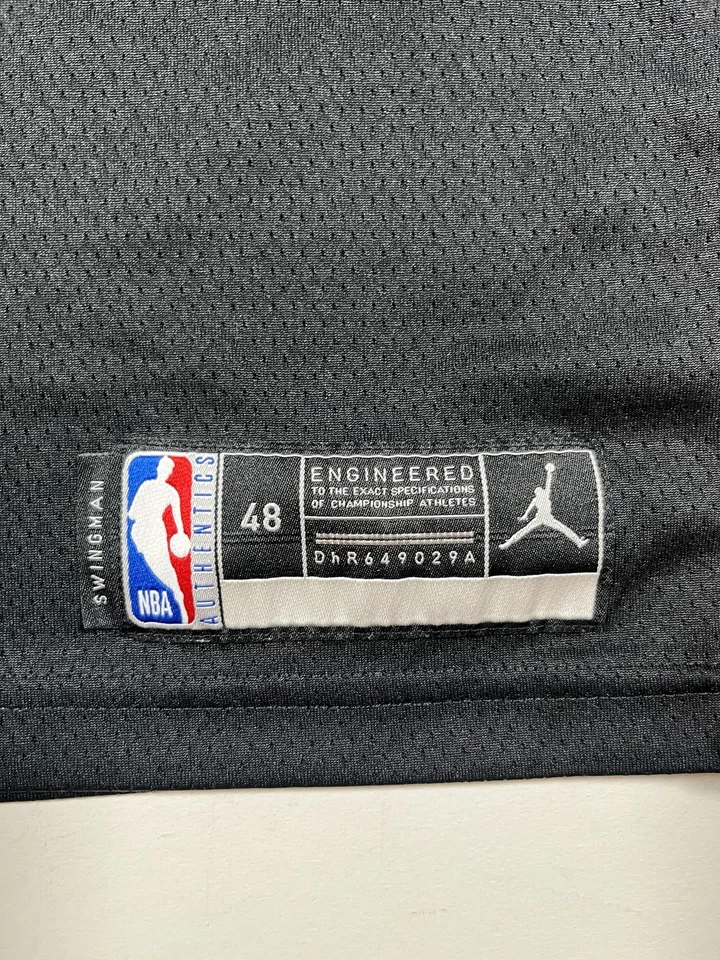 SWINGMAN
NBA
AUTHENTICS
48
ENGINEERED
TO THE EXACT SPECIFICATIONS
OF CHAMPIONSHIP ATHLETES
DhR649029A